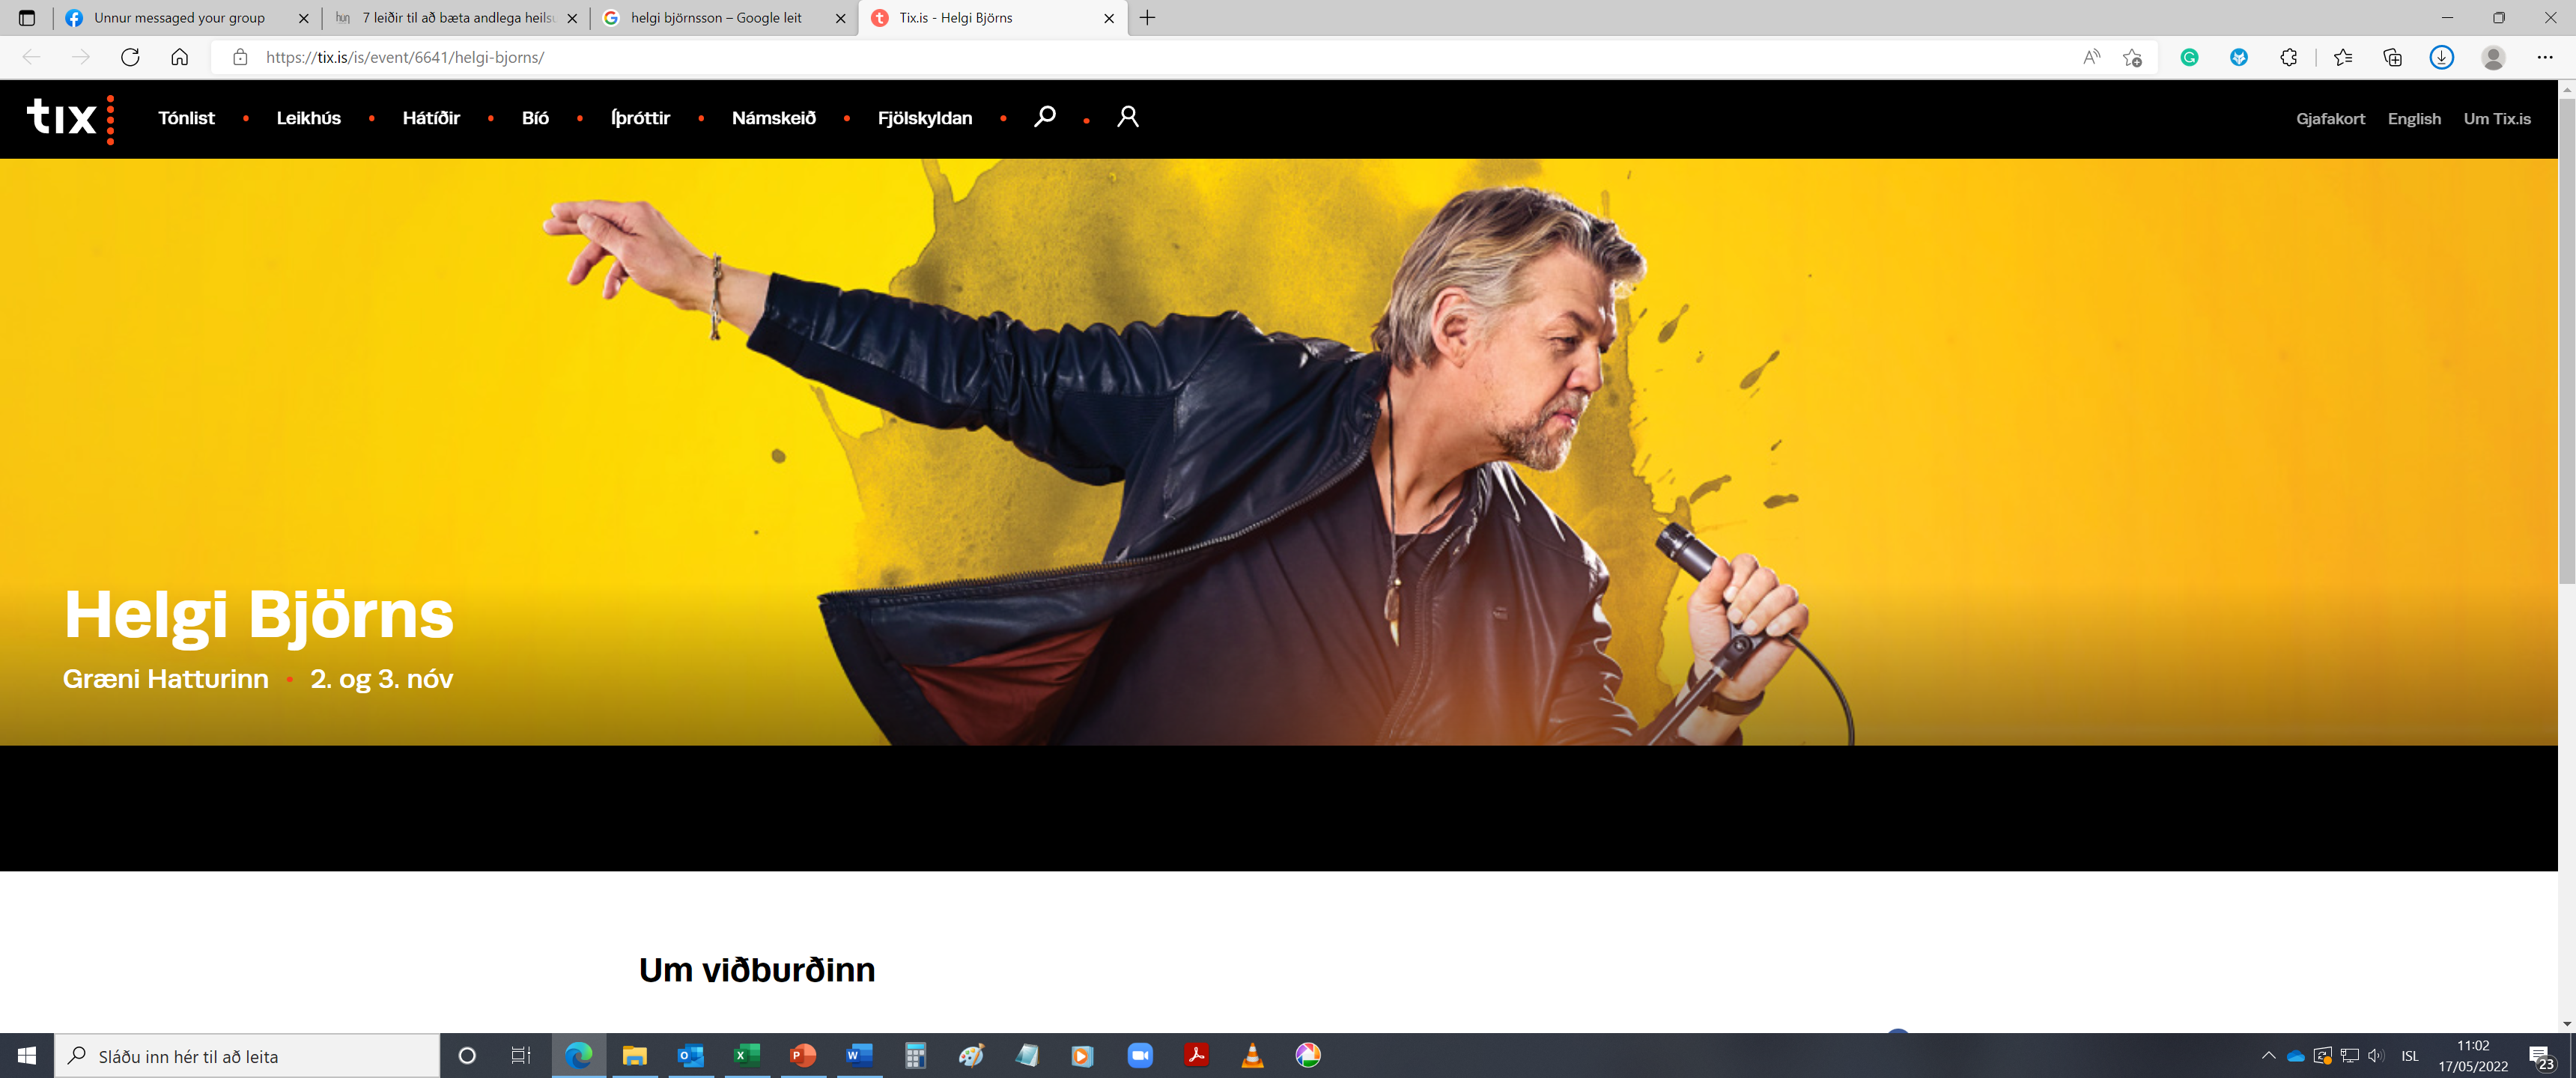 Unnur messaged your group
7 leiðir til að bæta andlega heilsu
helgi björnsson – Google leit
Tix.is - Helgi Björns
https://tix.is/is/event/6641/helgi-bjorns/
tix
Tónlist • Leikhús • Hátíðir • Bíó • Íþróttir • Námskeið • Fjölskyldan
Gjafakort English Um Tix.is
Helgi Björns
Græni Hatturinn • 2. og 3. nóv
Um viðburðinn
Sláðu inn hér til að leita
ISL
11:02
17/05/2022
23